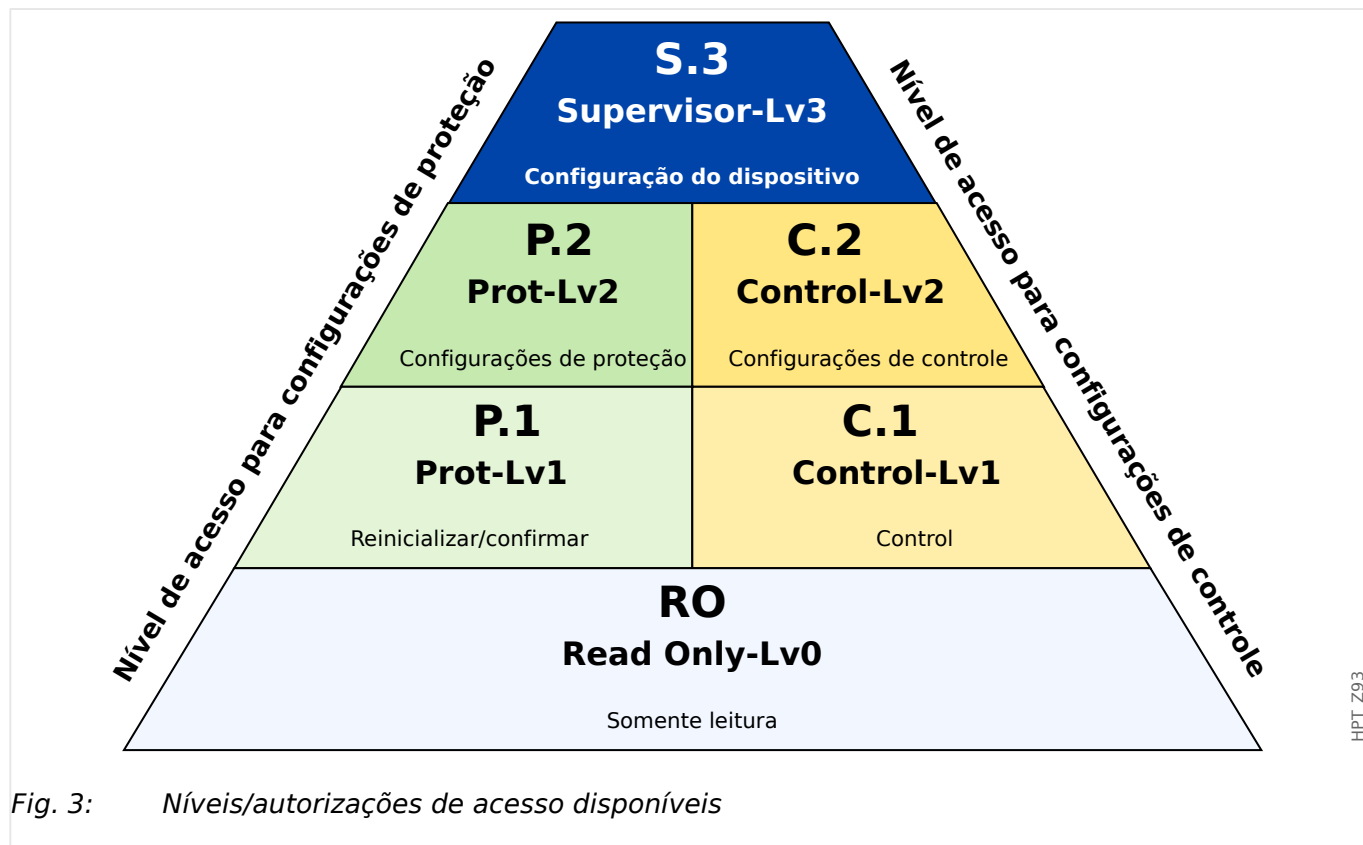 Nível de acesso para configurações de proteção
Nível de acesso para configurações de controle
S.3
Supervisor-Lv3
Configuração do dispositivo
P.2
Prot-Lv2
Configurações de proteção
C.2
Control-Lv2
Configurações de controle
P.1
Prot-Lv1
Reinicializar/confirmar
C.1
Control-Lv1
Control
RO
Read Only-Lv0
Somente leitura
HPT_Z93
Fig. 3: Níveis/autorizações de acesso disponíveis